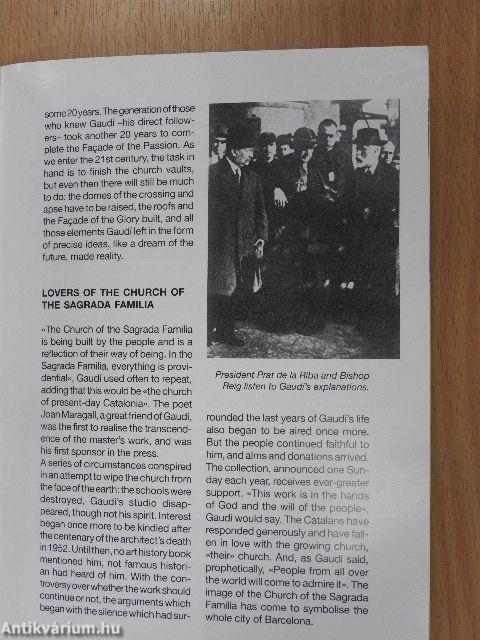 some 20 years. The generation of those
who knew Gaudí –his direct follow-
ers– took another 20 years to com-
plete the Façade of the Passion. As
we enter the 21st century, the task in
hand is to finish the church vaults,
but even then there will still be much
to do: the domes of the crossing and
apse have to be raised, the roofs and
the Façade of the Glory built, and all
those elements Gaudí left in the form
of precise ideas, like a dream of the
future, made reality.
LOVERS OF THE CHURCH OF
THE SAGRADA FAMILIA
«The Church of the Sagrada Familia
is being built by the people and is a
reflection of their way of being. In the
Sagrada Familia, everything is provi-
dential», Gaudí used often to repeat,
adding that this would be «the church
of present-day Catalonia». The poet
Joan Maragall, a great friend of Gaudí,
was the first to realise the transcend-
ence of the master's work, and was
his first sponsor in the press.
A series of circumstances conspired
in an attempt to wipe the church from
the face of the earth: the schools were
destroyed, Gaudí's studio disap-
peared, though not his spirit. Interest
began once more to be kindled after
the centenary of the architect's death
in 1952. Until then, no art history book
mentioned him, not famous histori-
an had heard of him. With the con-
troversy over whether the work should
continue or not, the arguments which
began with the silence which had sur-
President Prat de la Riba and Bishop
Reig listen to Gaudí's explanations.
rounded the last years of Gaudí's life
also began to be aired once more.
But the people continued faithful to
him, and alms and donations arrived.
The collection, announced one Sun-
day each year, receives ever-greater
support. «This work is in the hands
of God and the will of the people»,
Gaudí would say. The Catalans have
responded generously and have fall-
en in love with the growing church,
«their» church. And, as Gaudí said,
prophetically, «People from all over
the world will come to admire it». The
image of the Church of the Sagrada
Familia has come to symbolise the
whole city of Barcelona.
Antikvárium.hu